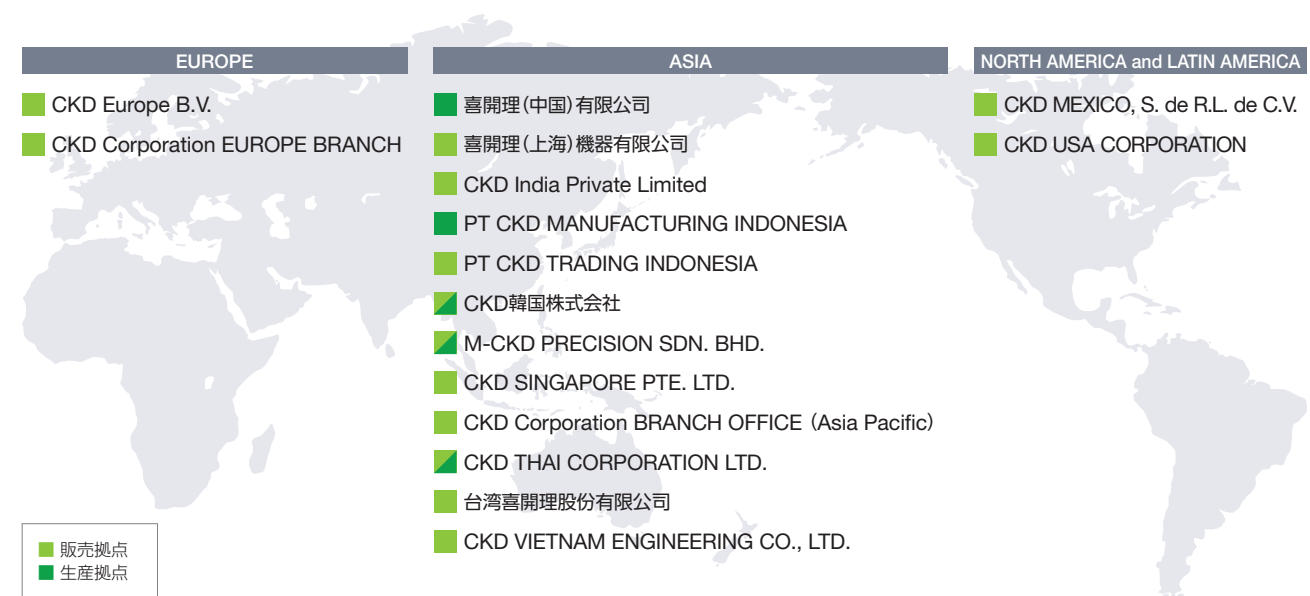 EUROPE
CKD Europe B.V.
CKD Corporation EUROPE BRANCH
ASIA
喜開理(中国)有限公司
喜開理(上海)機器有限公司
CKD India Private Limited
PT CKD MANUFACTURING INDONESIA
PT CKD TRADING INDONESIA
CKD韓国株式会社
M-CKD PRECISION SDN. BHD.
CKD SINGAPORE PTE. LTD.
CKD Corporation BRANCH OFFICE (Asia Pacific)
CKD THAI CORPORATION LTD.
台湾喜開理股份有限公司
CKD VIETNAM ENGINEERING CO., LTD.
NORTH AMERICA and LATIN AMERICA
CKD MEXICO, S. de R.L. de C.V.
CKD USA CORPORATION
販売拠点
生産拠点